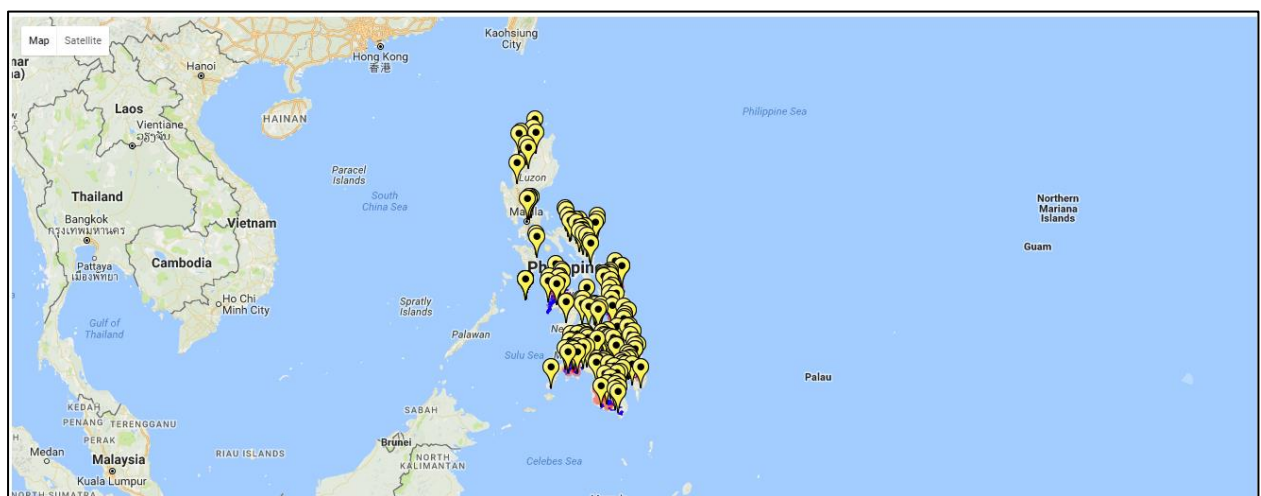 Map Satellite
Kaohsiung
City
Hong Kong
香港
Hanoi
Laos
HAINAN
Philippine Sea
Vientiane
ວຽງຈັນ
Paracel
Islands
Luzon
South
China Sea
Thailand
Northern
Mariana
Islands
Bangkok
กรุงเทพมหานคร
Vietnam
Guam
Cambodia
Pattaya
เมืองพัทยา
Ho Chi
Minh City
Spratly
Islands
Gulf of
Thailand
Palawan
Sulu Sea
Palau
KEDAH
PENANG TERENGGANU
SABAH
PERAK
Brunei
Medan
Malaysia
RIAU ISLANDS
NORTH
KALIMANTAN
Celebes Sea
Kuala Lumpur
NORTH SUMATRA